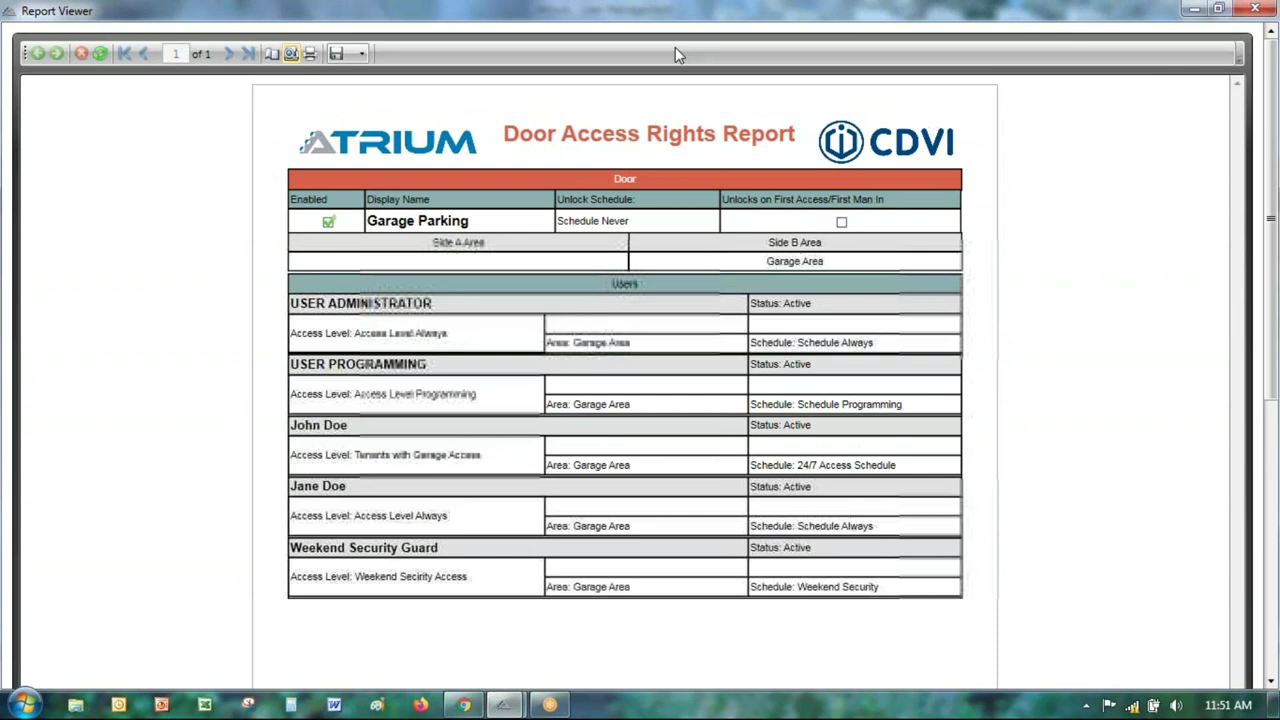 Report Viewer
1 of 1
ATRIUM Door Access Rights Report CDVI
Door
Enabled Display Name Unlock Schedule: Unlocks on First Access/First Man In
Garage Parking Schedule Never
Side A Area Side B Area
Garage Area
Users
USER ADMINISTRATOR Status: Active
Access Level: Access Level Always
Area: Garage Area Schedule: Schedule Always
USER PROGRAMMING Status: Active
Access Level: Access Level Programming
Area: Garage Area Schedule: Schedule Programming
John Doe Status: Active
Access Level: Tenants with Garage Access
Area: Garage Area Schedule: 24/7 Access Schedule
Jane Doe Status: Active
Access Level: Access Level Always
Area: Garage Area Schedule: Schedule Always
Weekend Security Guard Status: Active
Access Level: Weekend Secirity Access
Area: Garage Area Schedule: Weekend Security
11:51 AM